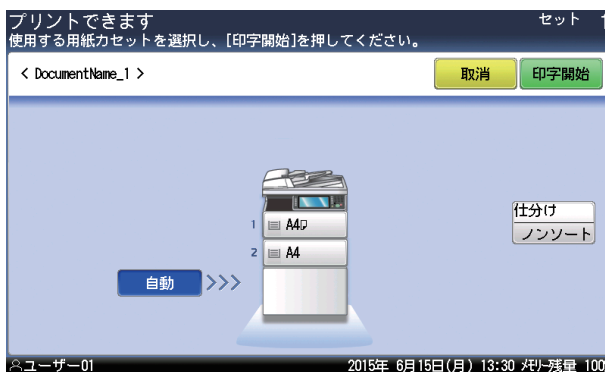 プリントできます
セット 1
使用する用紙カセットを選択し、[印字開始]を押してください。
< DocumentName_1 >
取消
印字開始
1 A4
2 A4
仕分け
ノンソート
自動 >>>
ユーザー01
2015年 6月15日(月) 13:30 メモリー残量 100